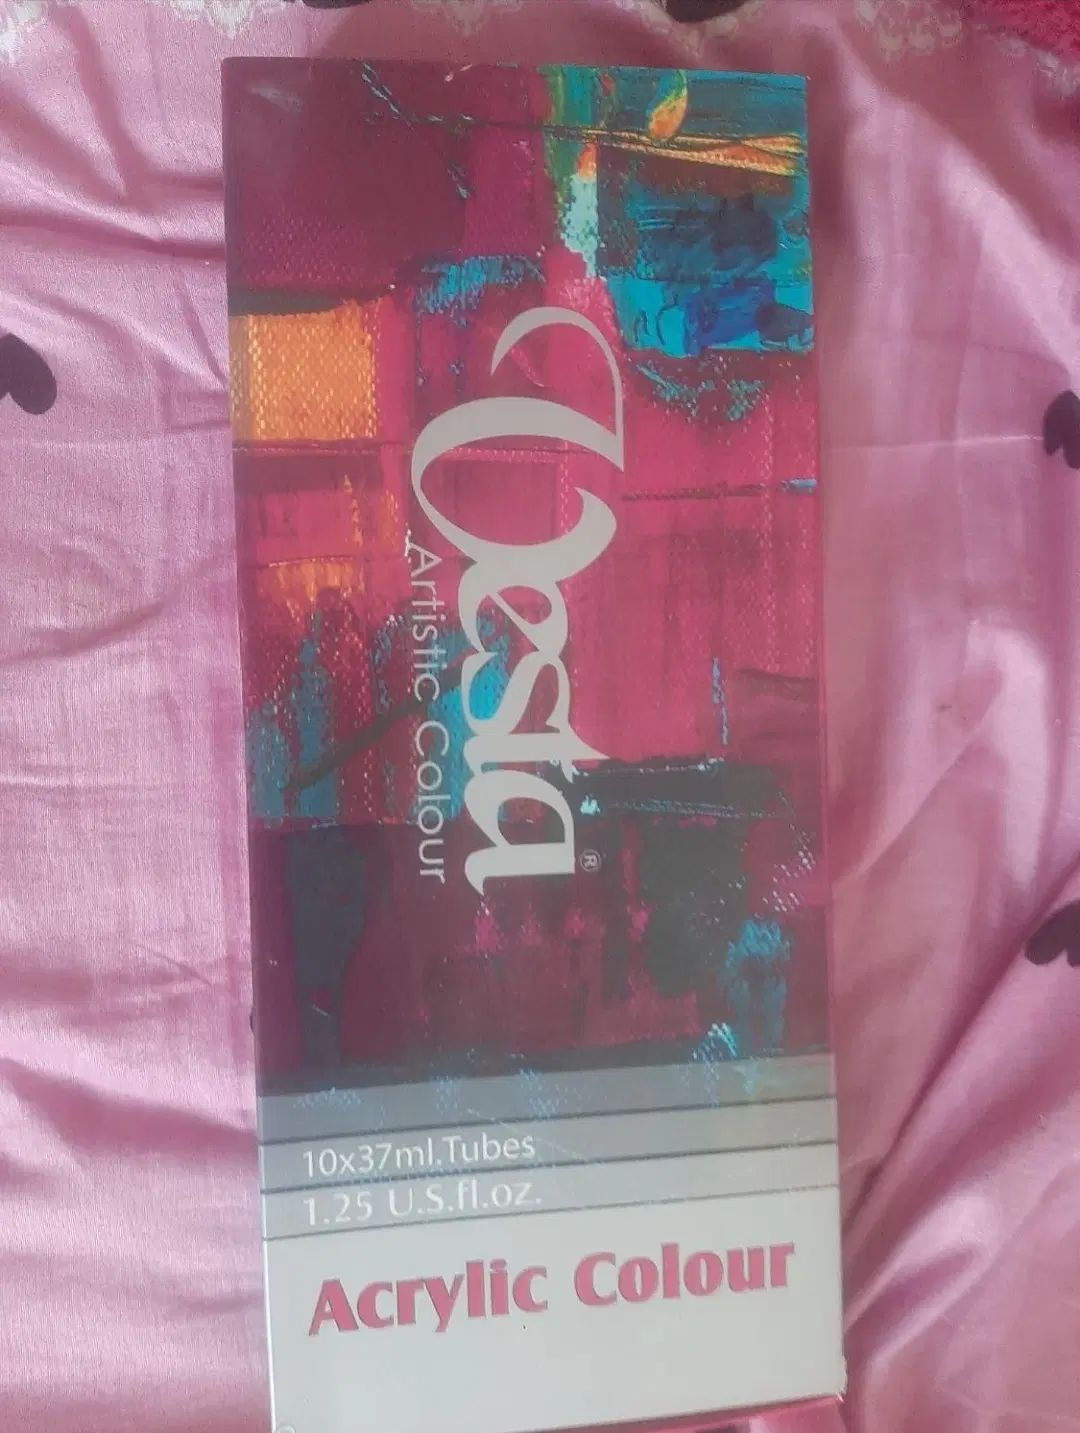 Vesta®
Artistic Colour
10x37ml.Tubes
1.25 U.S.fl.oz.
Acrylic Colour